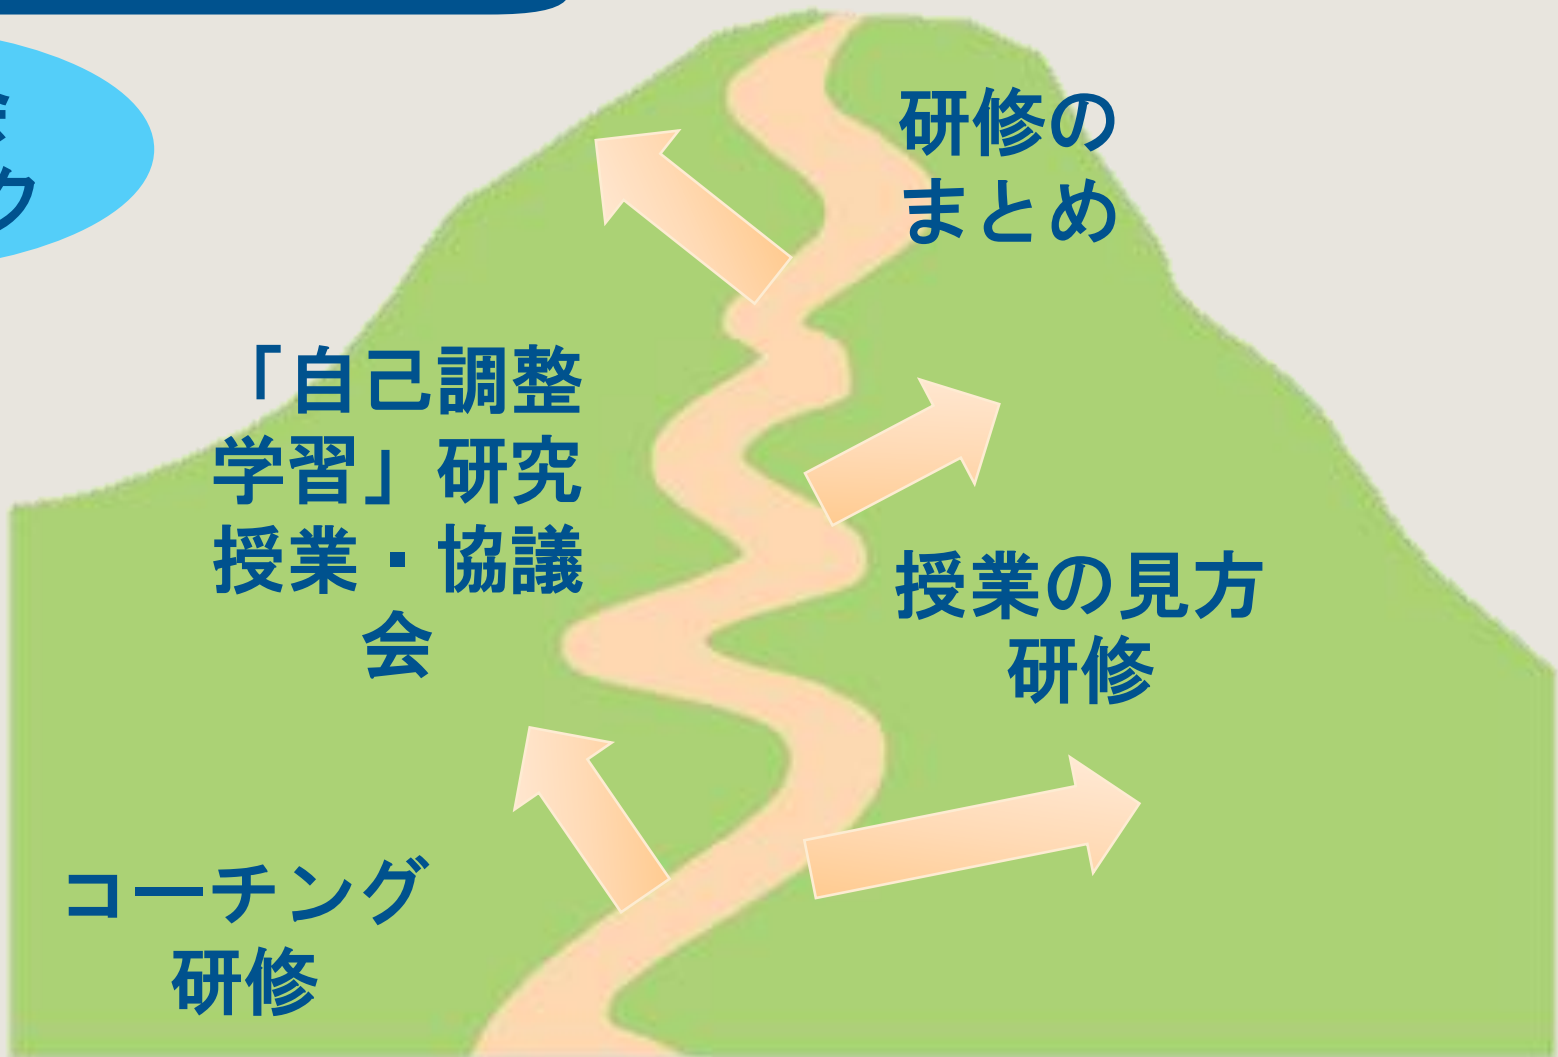 ク
研修の
まとめ
「自己調整
学習」研究
授業・協議
会
授業の見方
研修
コーチング
研修